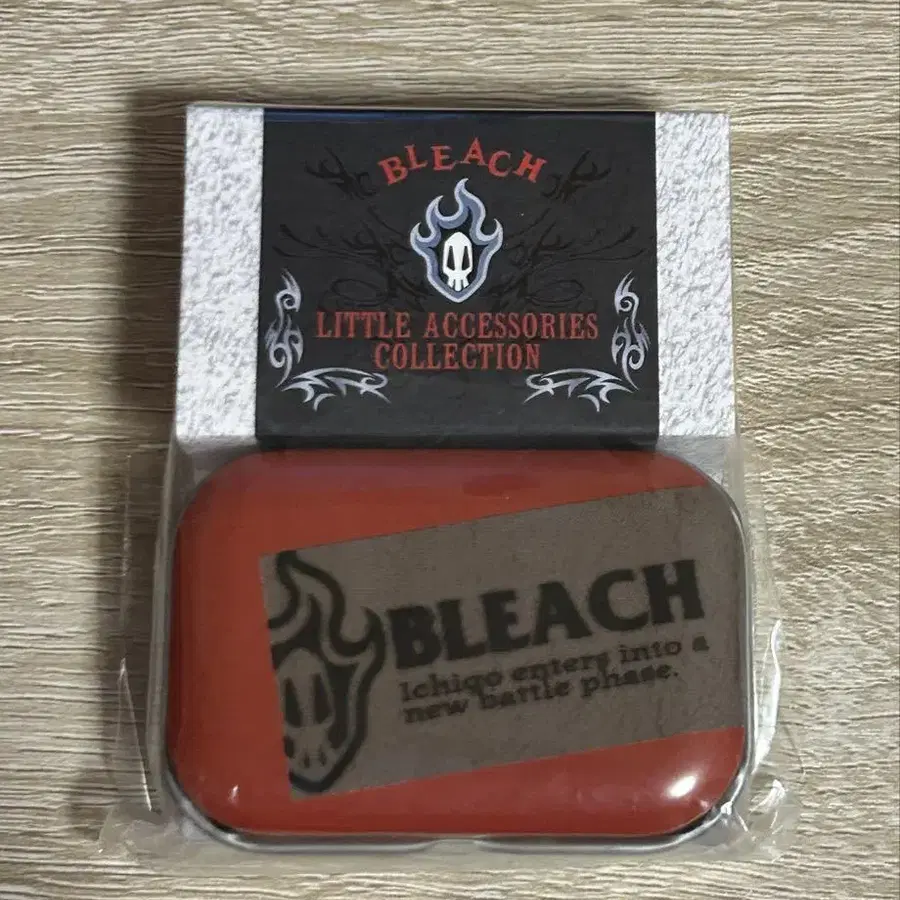 BLEACH
LITTLE ACCESSORIES
COLLECTION
BLEACH
Ichigo enters into a
new battle phase.